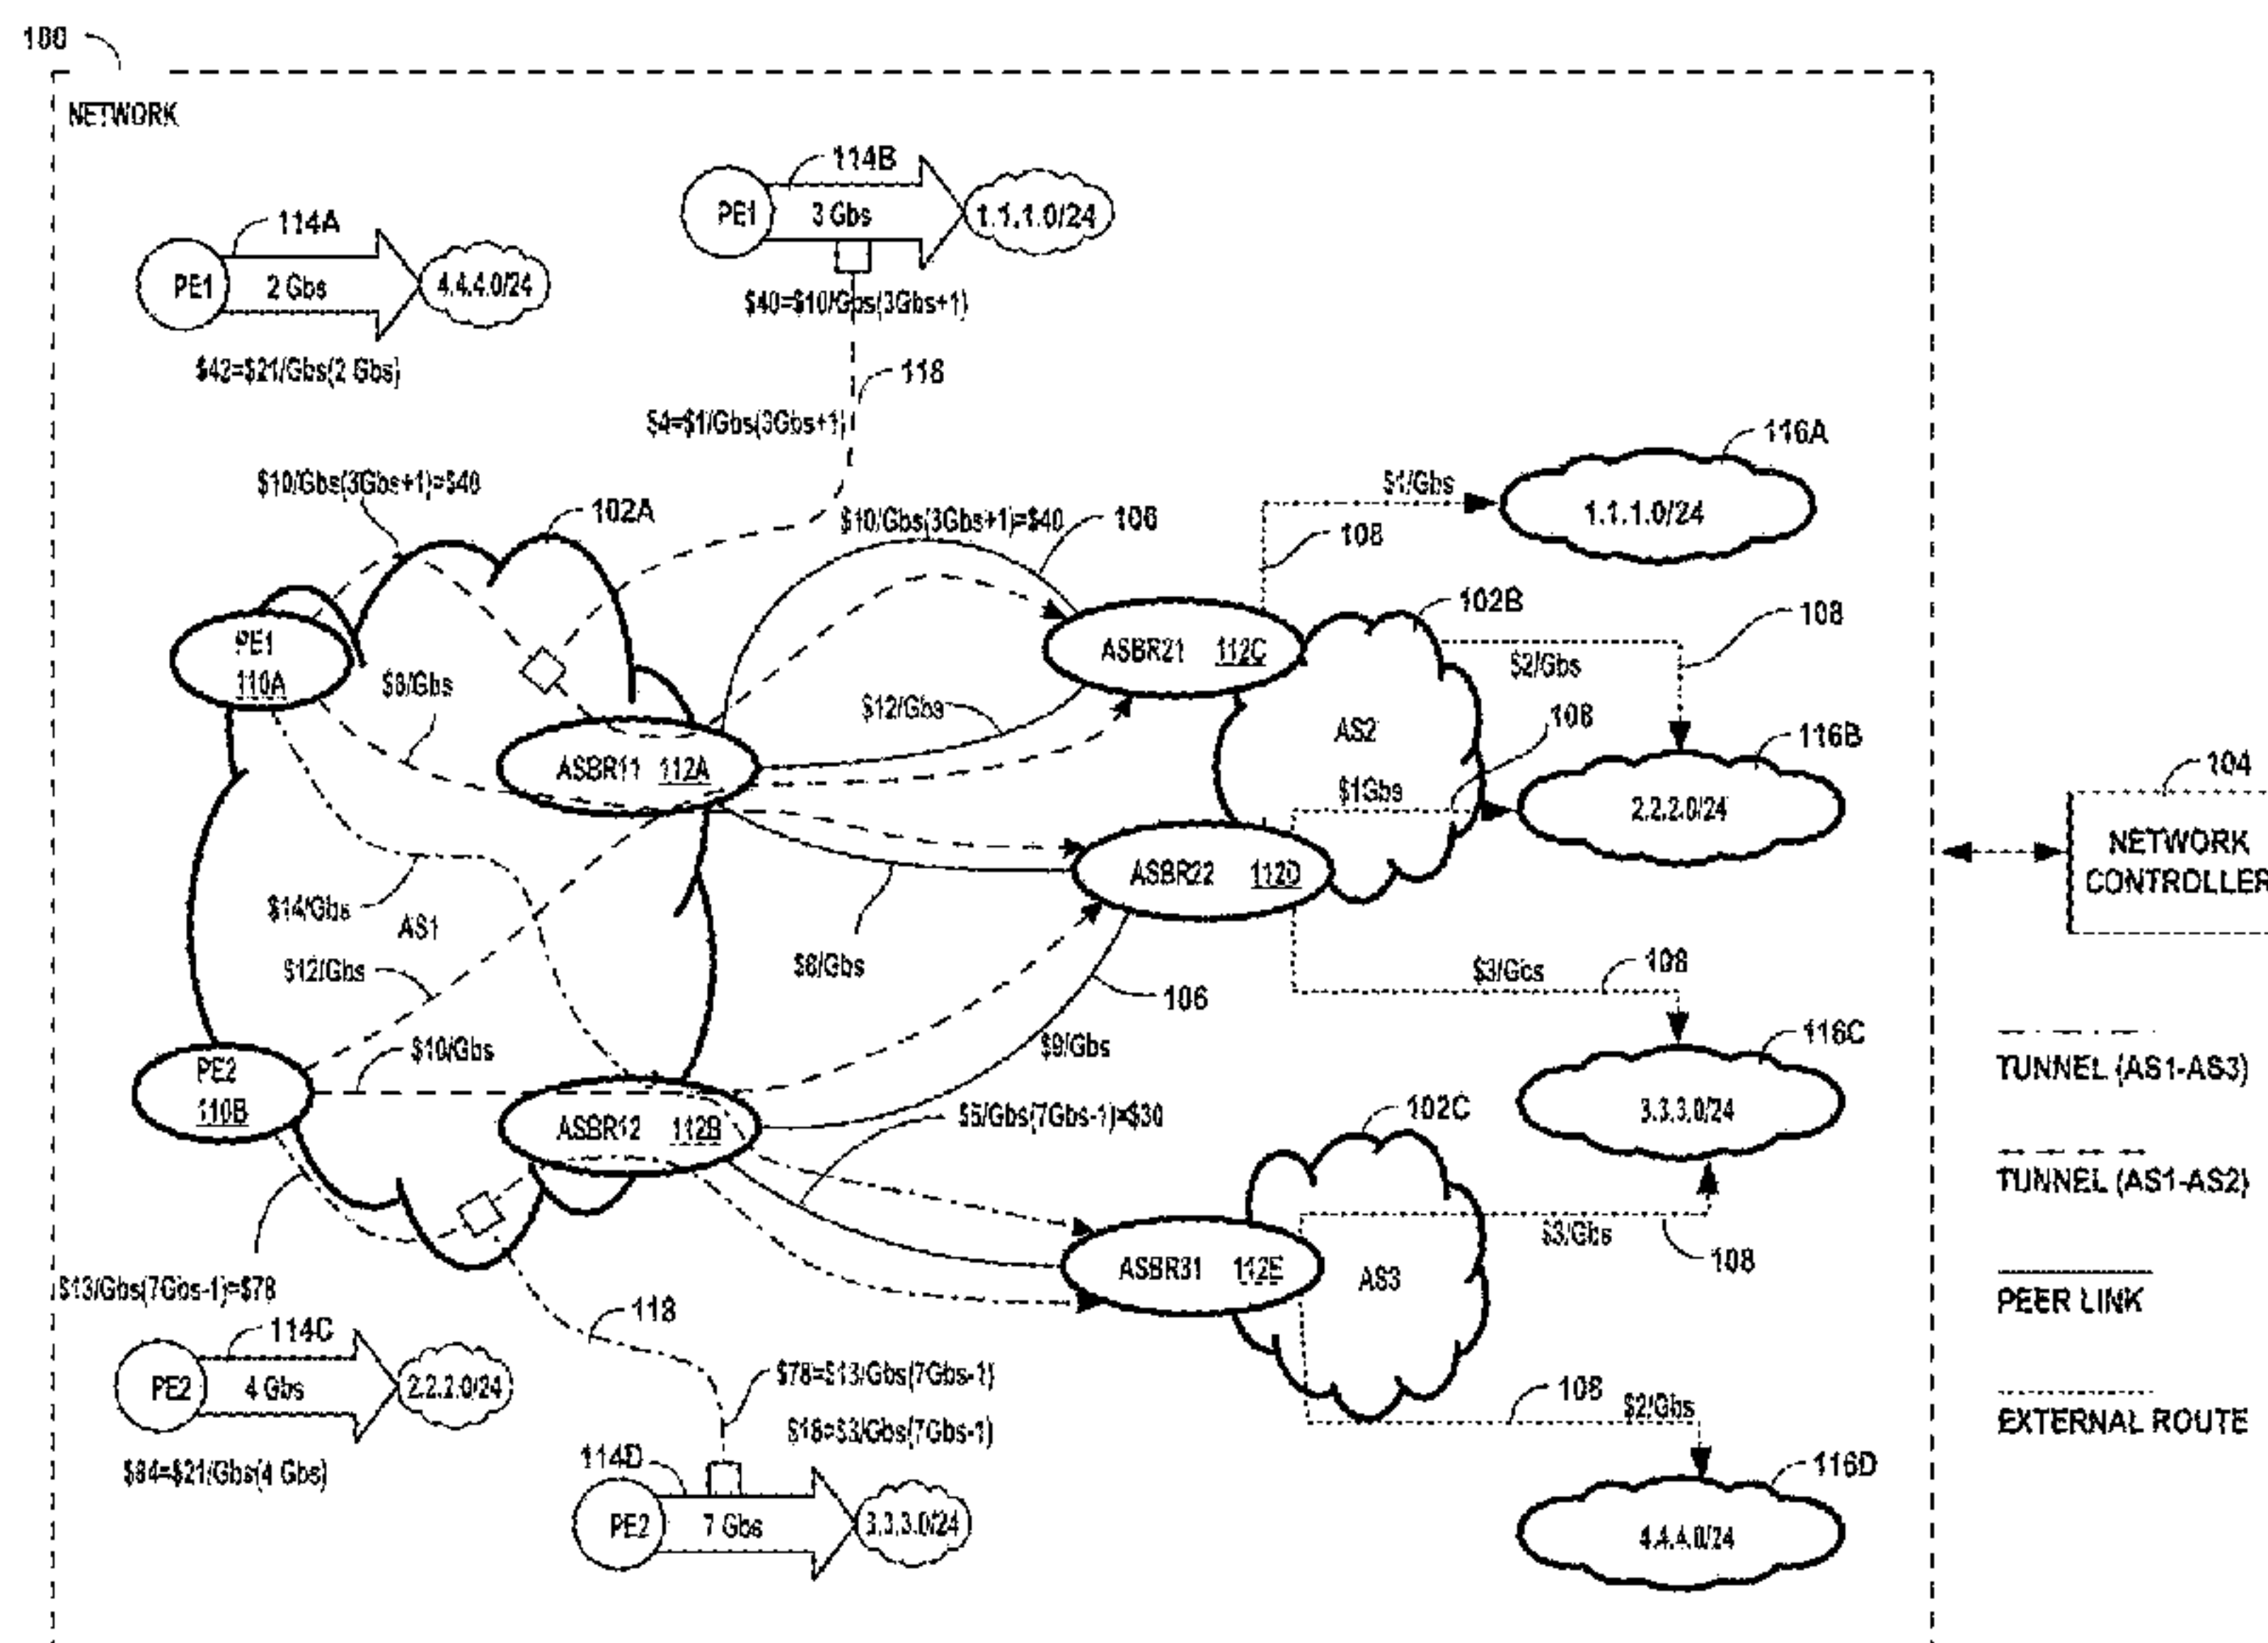 100
NETWORK
114B
PE1
3 Gbs
1.1.1.0/24
114A
PE1
2 Gbs
4.4.4.0/24
$40=$10/Gbs(3Gbs+1)
$42=$21/Gbs(2 Gbs)
118
$4=$1/Gbs(3Gbs+1)
116A
$10/Gbs(3Gbs+1)=$40
102A
$10/Gbs(3Gbs+1)=$40
106
$1/Gbs
1.1.1.0/24
108
102B
108
PE1
110A
$8/Gbs
ASBR21 112C
$2/Gbs
$12/Gbs
108
AS2
116B
ASBR11 112A
104
$1Gbs
2.2.2.0/24
NETWORK
CONTROLLER
ASBR22 112D
$14/Gbs
AS1
$12/Gbs
$8/Gbs
$3/Gbs
108
106
116C
$10/Gbs
$9/Gbs
PE2
110B
TUNNEL (AS1-AS3)
3.3.3.0/24
ASBR12 112B
$5/Gbs(7Gbs-1)=$30
102C
TUNNEL (AS1-AS2)
$3/Gbs
108
ASBR31 112E
AS3
$13/Gbs(7Gbs-1)=$78
PEER LINK
118
114C
PE2
4 Gbs
2.2.2.0/24
$78=$13/Gbs(7Gbs-1)
108
$2/Gbs
EXTERNAL ROUTE
$18=$3/Gbs(7Gbs-1)
114D
$84=$21/Gbs(4 Gbs)
116D
PE2
7 Gbs
3.3.3.0/24
4.4.4.0/24